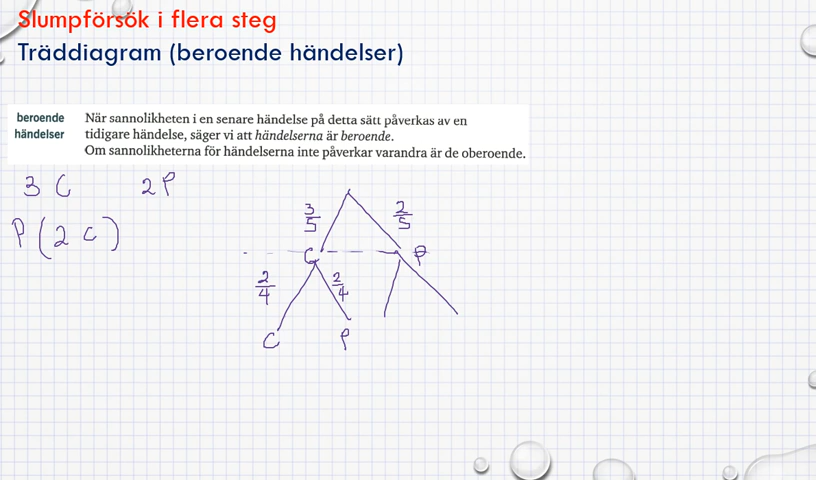 Slumpförsök i flera steg
Träddiagram (beroende händelser)
beroende händelser
När sannolikheten i en senare händelse på detta sätt påverkas av en
tidigare händelse, säger vi att händelserna är beroende.
Om sannolikheterna för händelserna inte påverkar varandra är de oberoende.
3 C 2P
P(2 C)
3/5 2/5
C P
2/4 2/4
C P